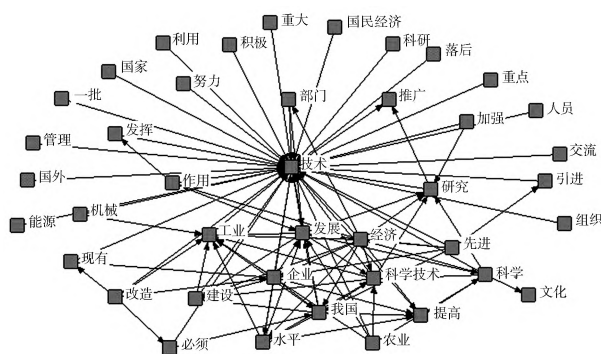 重大
国民经济
利用
积极
科研
落后
国家
努力
重点
一批
部门
推广
人员
发挥
加强
管理
交流
技术
国外
作用
研究
引进
能源
机械
组织
工业
发展
经济
先进
现有
企业
科学技术
科学
改造
建设
文化
我国
提高
必须
水平
农业